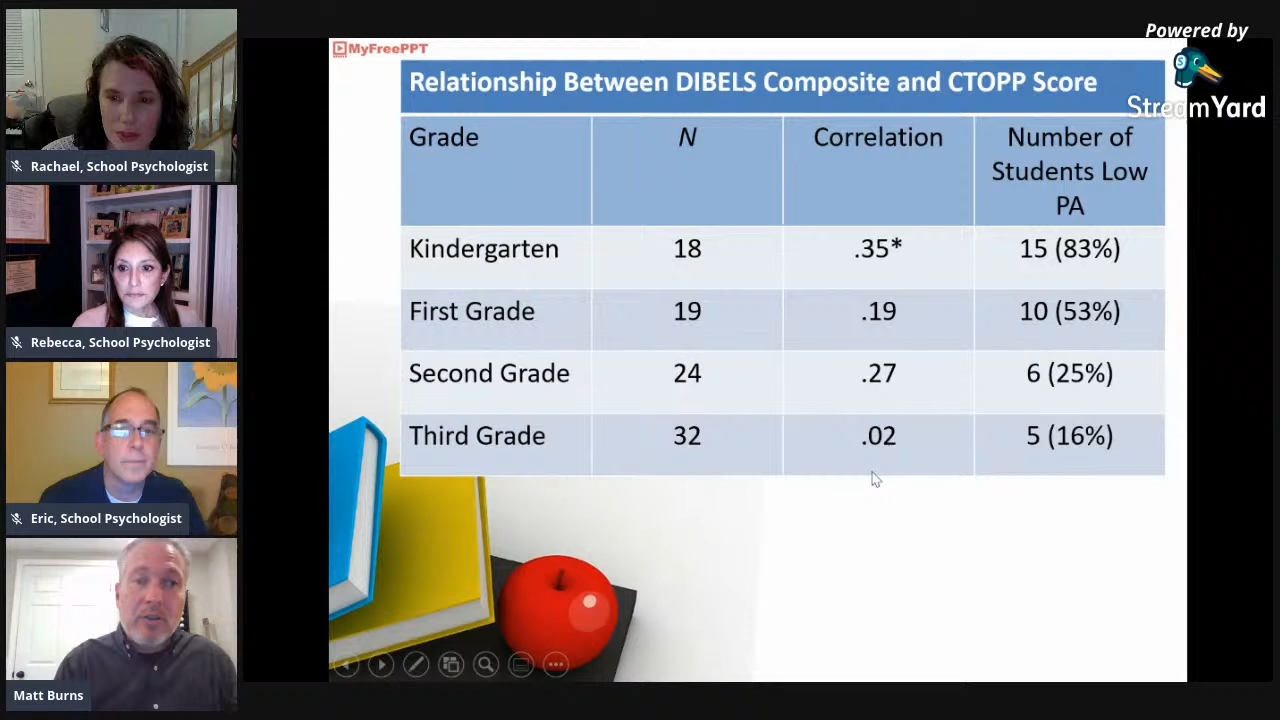 Rachael, School Psychologist
Rebecca, School Psychologist
Eric, School Psychologist
Matt Burns
MyFreePPT
Relationship Between DIBELS Composite and CTOPP Score
Grade N Correlation Number of Students Low PA
Kindergarten 18 .35* 15 (83%)
First Grade 19 .19 10 (53%)
Second Grade 24 .27 6 (25%)
Third Grade 32 .02 5 (16%)
Powered by
S
StreamYard